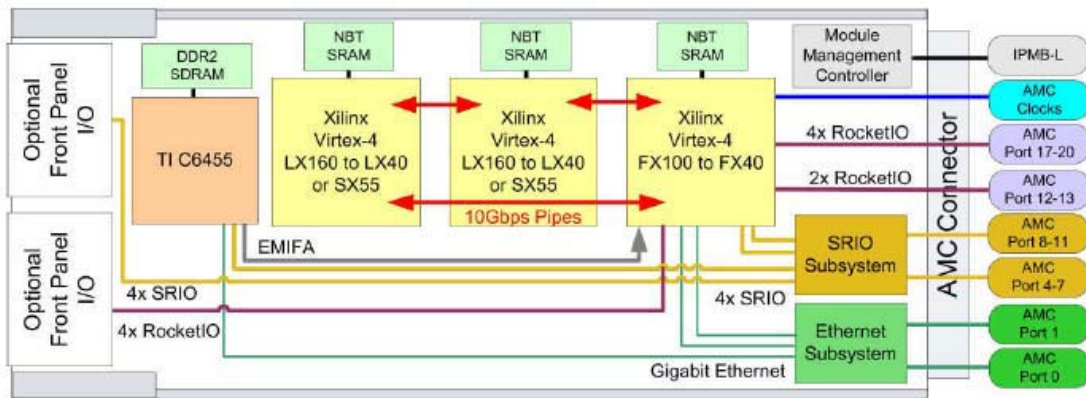 Optional
Front Panel
I/O
Optional
Front Panel
I/O
DDR2
SDRAM
TI C6455
NBT
SRAM
Xilinx
Virtex-4
LX160 to LX40
or SX55
NBT
SRAM
Xilinx
Virtex-4
LX160 to LX40
or SX55
NBT
SRAM
Xilinx
Virtex-4
FX100 to FX40
10Gbps Pipes
EMIFA
4x SRIO
4x RocketIO
4x SRIO
Gigabit Ethernet
Module
Management
Controller
4x RocketIO
2x RocketIO
SRIO
Subsystem
Ethernet
Subsystem
AMC Connector
IPMB-L
AMC
Clocks
AMC
Port 17-20
AMC
Port 12-13
AMC
Port 8-11
AMC
Port 4-7
AMC
Port 1
AMC
Port 0